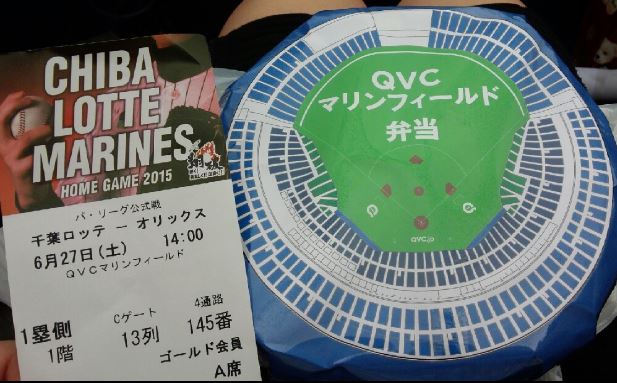 CHIBA
LOTTE
MARINES
HOME GAME 2015
パ・リーグ公式戦
千葉ロッテ ー オリックス
6月27日(土) 14:00
QVCマリンフィールド
Cゲート 4通路
1塁側 13列 145番
1階 ゴールド会員
A席
QVC
マリンフィールド
弁当
QVC.jp